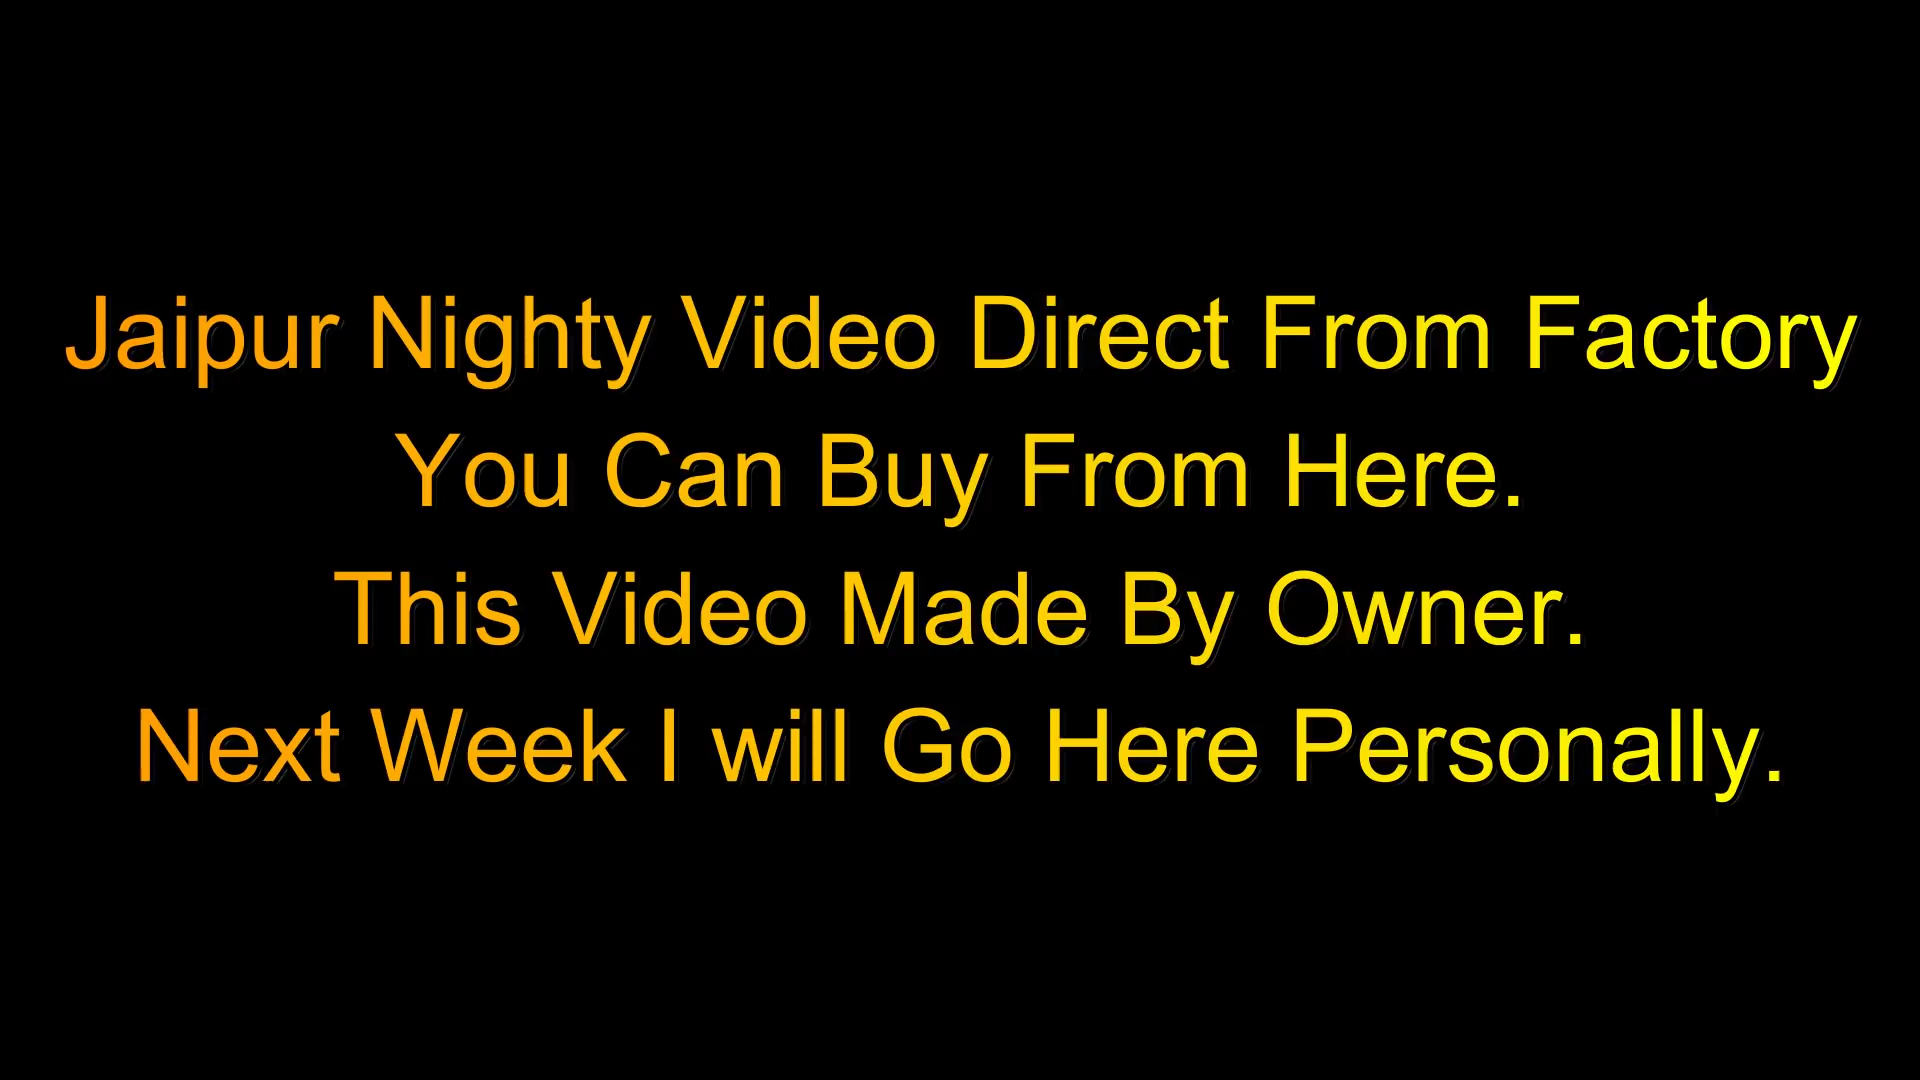 Jaipur Nighty Video Direct From Factory
You Can Buy From Here.
This Video Made By Owner.
Next Week I will Go Here Personally.